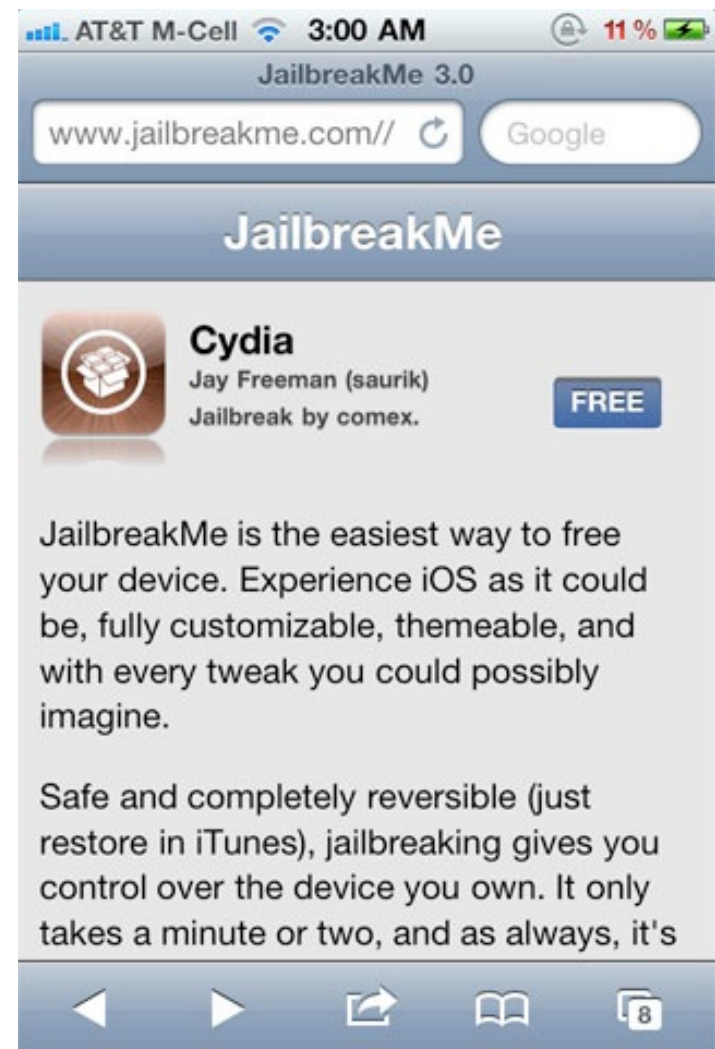 AT&T M-Cell 3:00 AM 11 %
JailbreakMe 3.0
www.jailbreakme.com// Google
JailbreakMe
Cydia
Jay Freeman (saurik)
Jailbreak by comex.
FREE
JailbreakMe is the easiest way to free
your device. Experience iOS as it could
be, fully customizable, themeable, and
with every tweak you could possibly
imagine.
Safe and completely reversible (just
restore in iTunes), jailbreaking gives you
control over the device you own. It only
takes a minute or two, and as always, it's
8